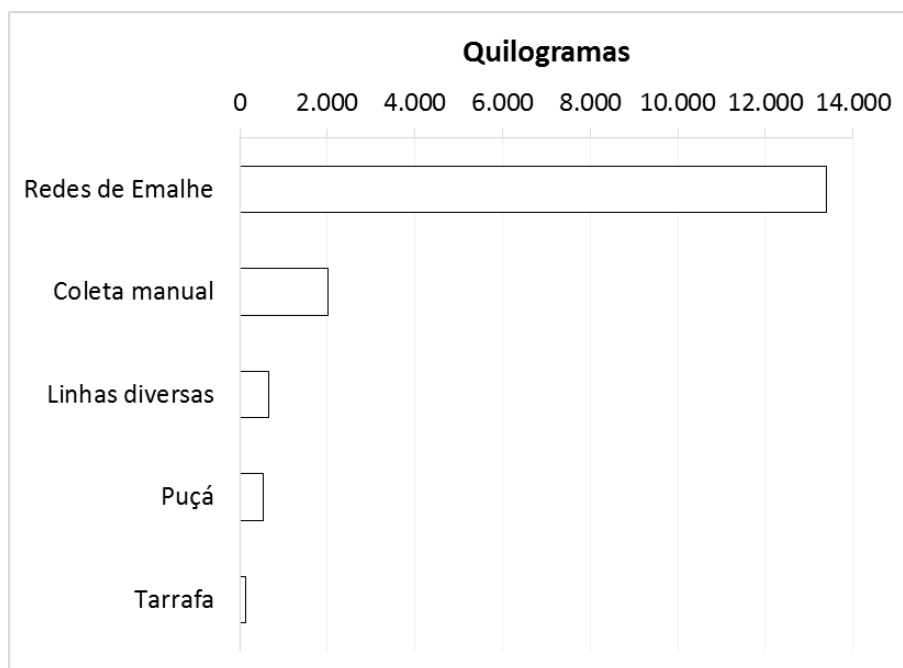 Quilogramas
0 2.000 4.000 6.000 8.000 10.000 12.000 14.000
Redes de Emalhe
Coleta manual
Linhas diversas
Puçá
Tarrafa